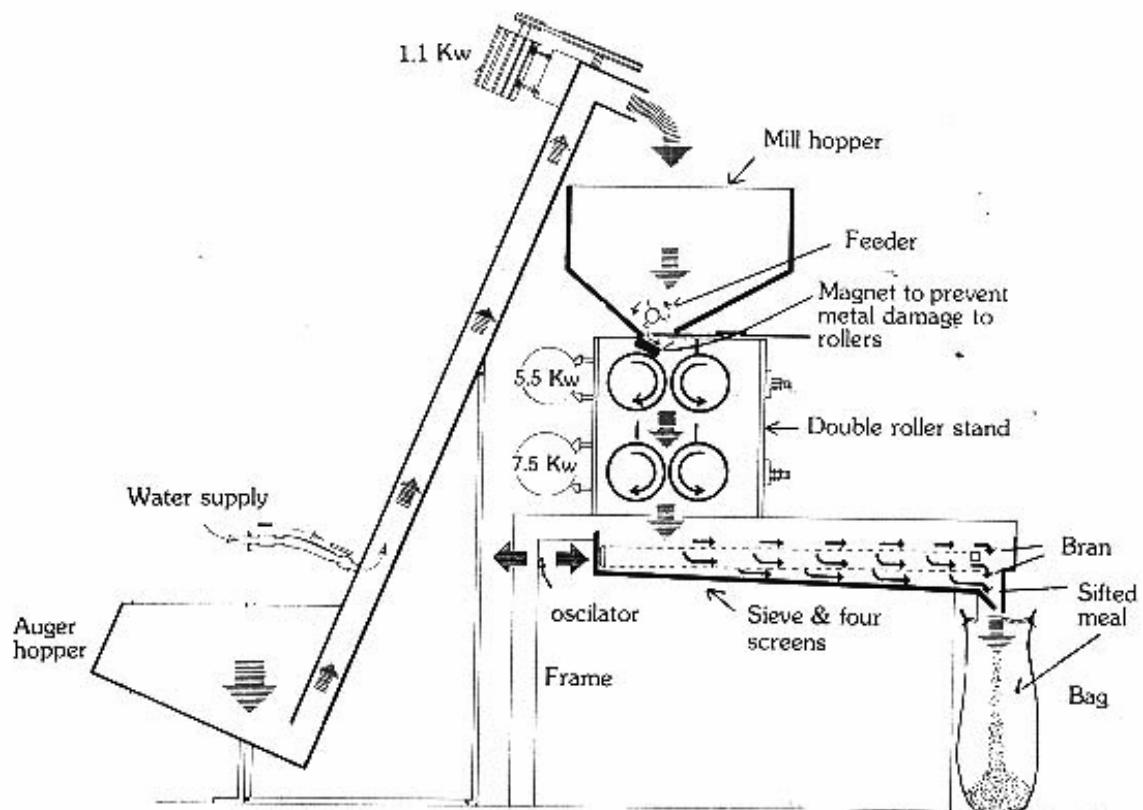 1.1 Kw
Mill hopper
Feeder
Magnet to prevent
metal damage to
rollers
5.5 Kw
Double roller stand
7.5 Kw
Water supply
Bran
Sifted
meal
oscilator
Sieve & four
screens
Auger
hopper
Frame
Bag